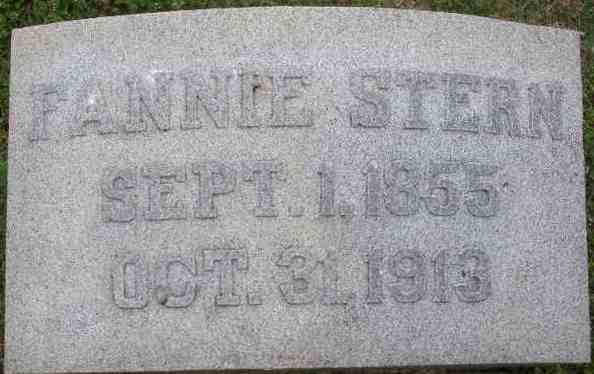 FANNIE STERN
SEPT. 1, 1855
OCT. 31, 1913